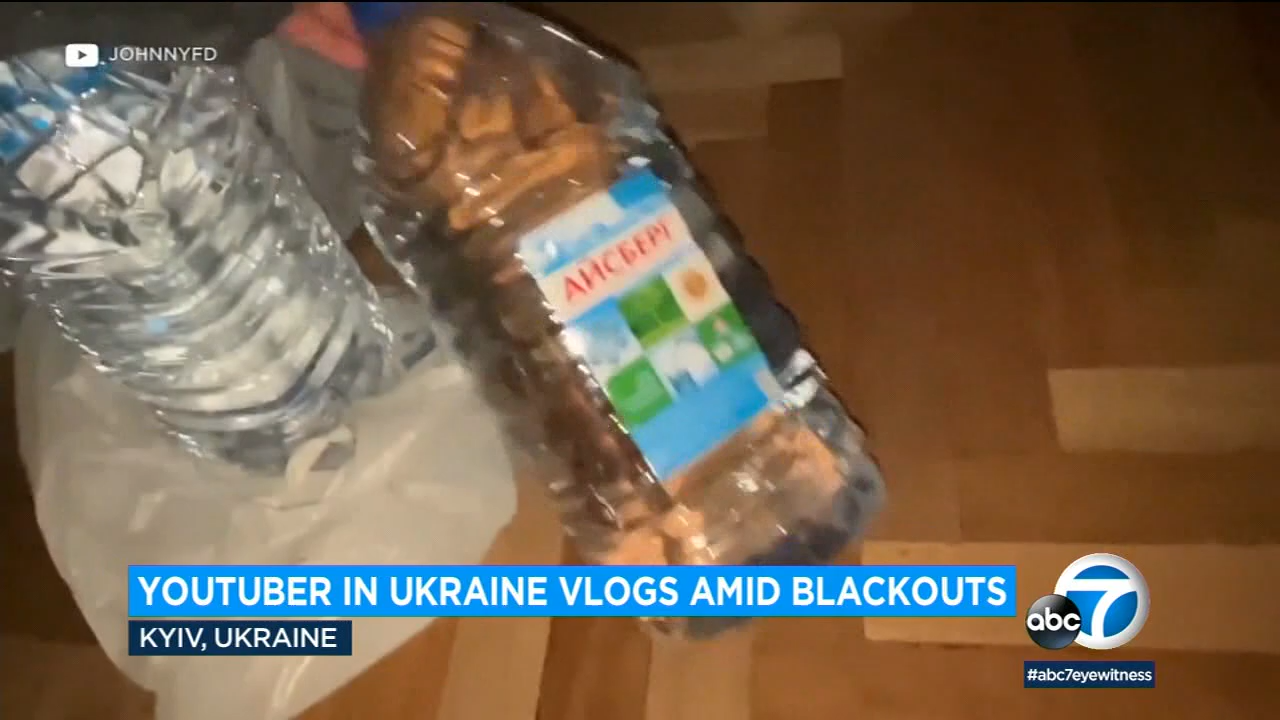 JOHNNYFD
АЙСБЕРГ
YOUTUBER IN UKRAINE VLOGS AMID BLACKOUTS
KYIV, UKRAINE
abc 7
#abc7eyewitness